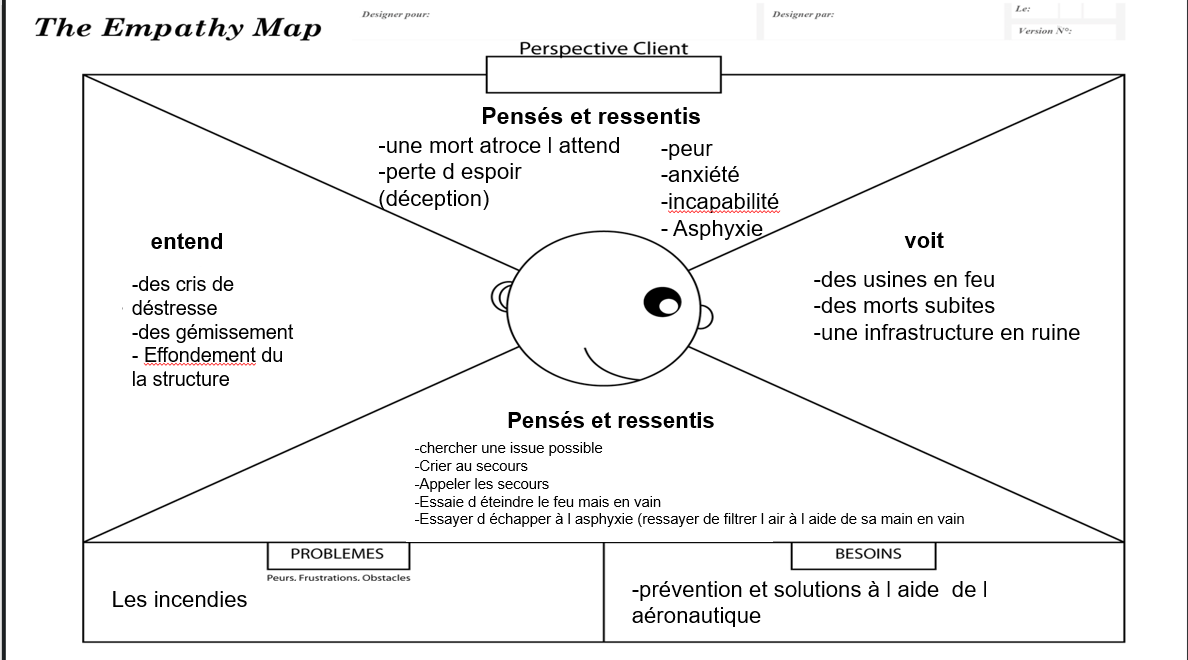 The Empathy Map
Designer pour:
Designer par:
Le:
Version N°:
Perspective Client
Pensés et ressentis
-une mort atroce l attend
-perte d espoir
(déception)
-peur
-anxiété
-incapabilité
- Asphyxie
entend
-des cris de
déstresse
-des gémissement
- Effondement du
la structure
voit
-des usines en feu
-des morts subites
-une infrastructure en ruine
Pensés et ressentis
-chercher une issue possible
-Crier au secours
-Appeler les secours
-Essaie d éteindre le feu mais en vain
-Essayer d échapper à l asphyxie (ressayer de filtrer l air à l aide de sa main en vain
PROBLEMES
Peurs. Frustrations. Obstacles
Les incendies
BESOINS
-prévention et solutions à l aide  de l
aéronautique